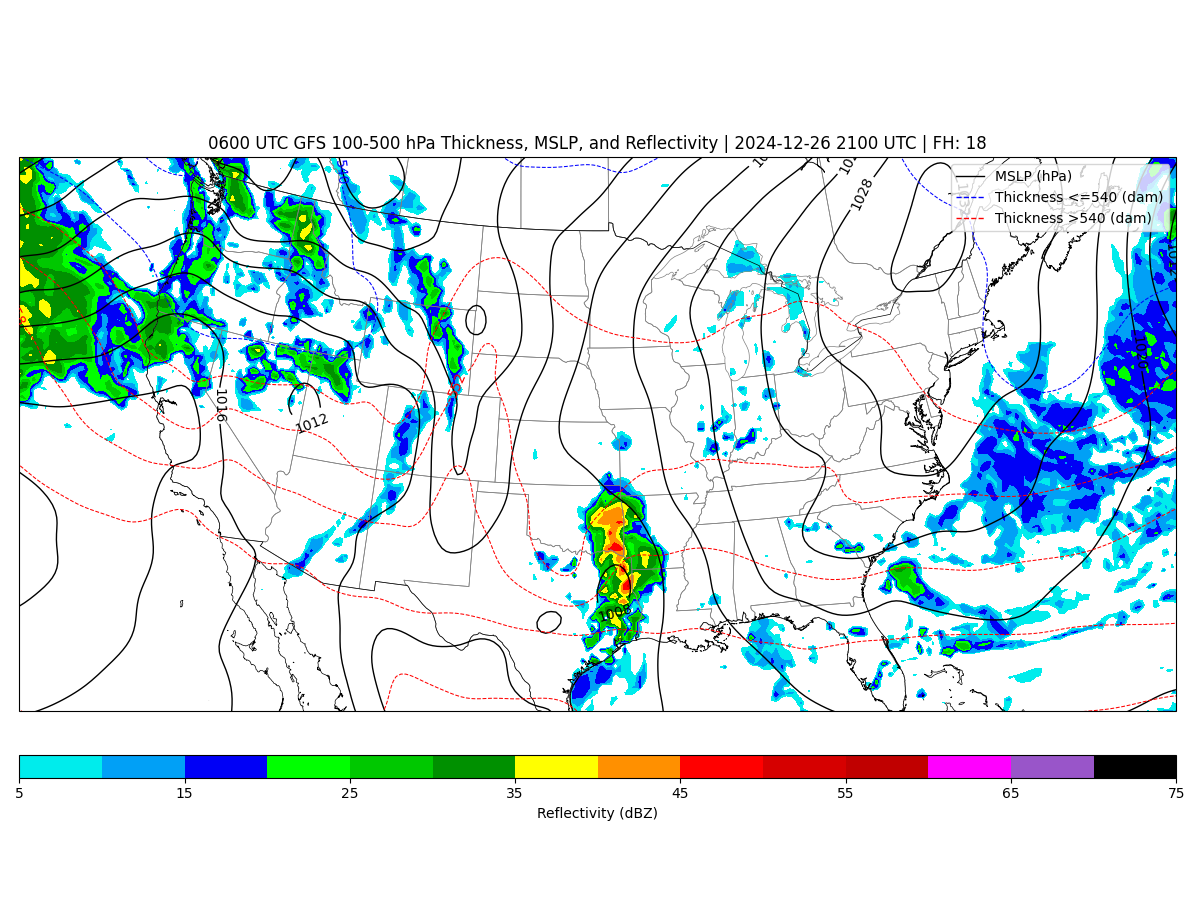 0600 UTC GFS 100-500 hPa Thickness, MSLP, and Reflectivity | 2024-12-26 2100 UTC | FH: 18
MSLP (hPa)
Thickness <=540 (dam)
Thickness >540 (dam)
1028
540
1016
1012
1008
5 15 25 35 45 55 65 75
Reflectivity (dBZ)